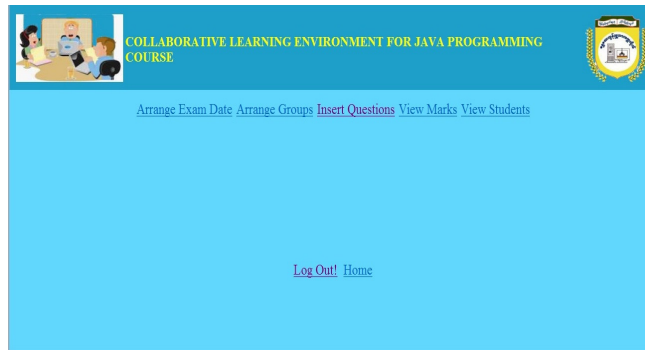 COLLABORATIVE LEARNING ENVIRONMENT FOR JAVA PROGRAMMING
COURSE
Arrange Exam Date Arrange Groups Insert Questions View Marks View Students
Log Out! Home